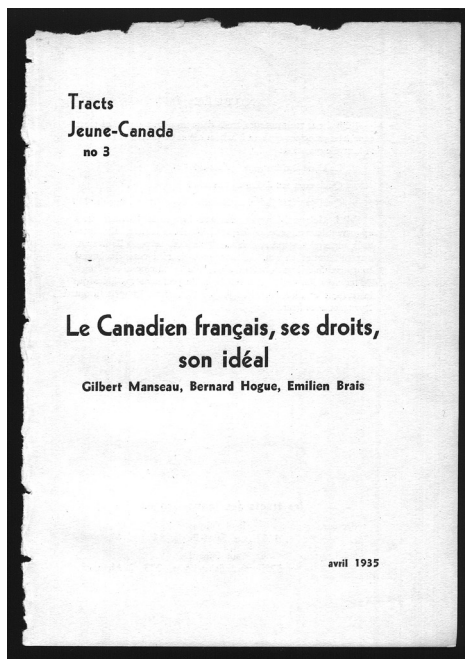 Tracts
Jeune-Canada
no 3
Le Canadien français, ses droits,
son idéal
Gilbert Manseau, Bernard Hogue, Emilien Brais
avril 1935